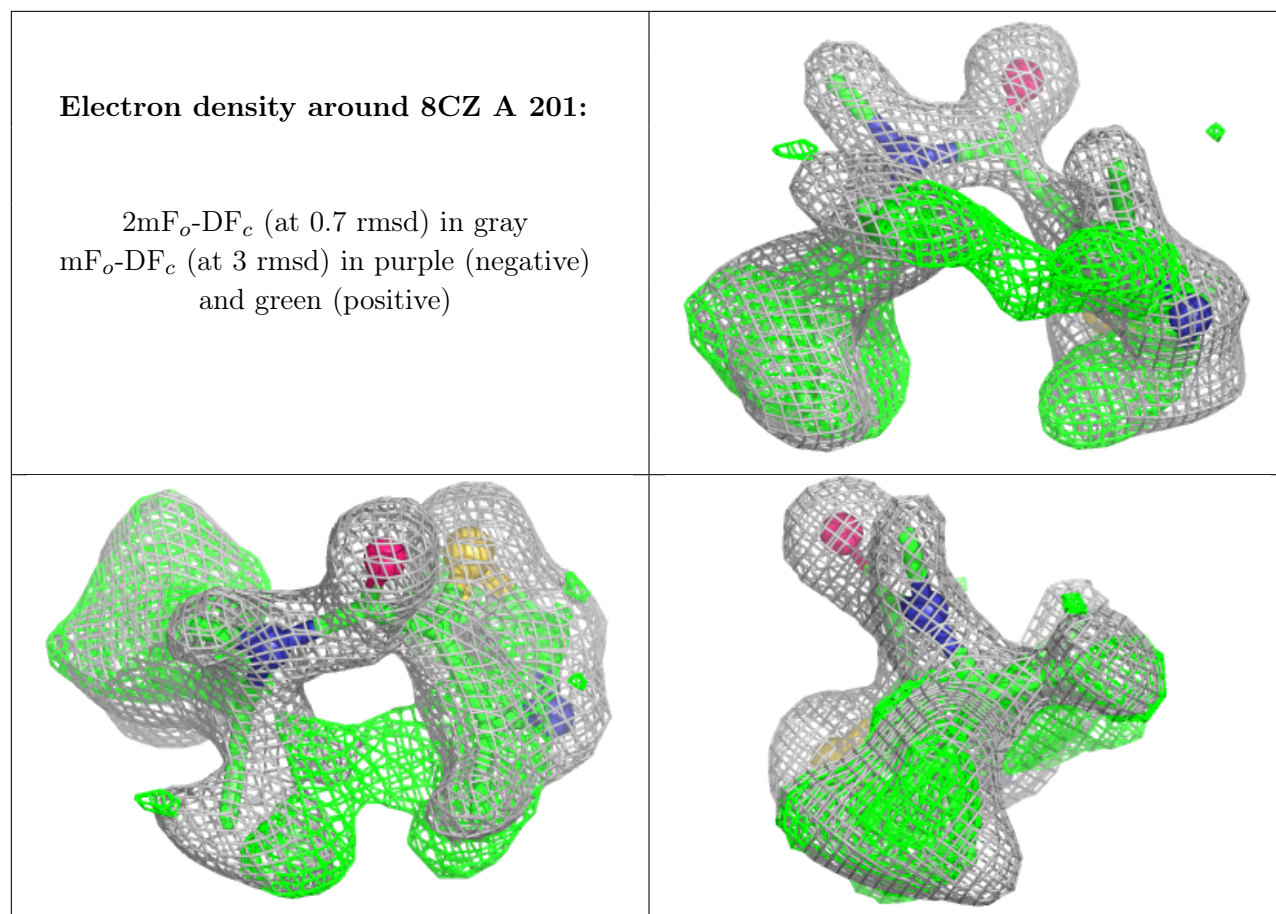 Electron density around 8CZ A 201:
2mFo-DFc (at 0.7 rmsd) in gray
mFo-DFc (at 3 rmsd) in purple (negative)
and green (positive)